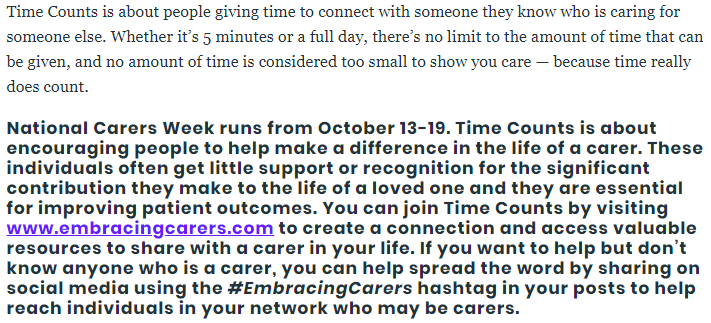 Time Counts is about people giving time to connect with someone they know who is caring for
someone else. Whether it’s 5 minutes or a full day, there’s no limit to the amount of time that can
be given, and no amount of time is considered too small to show you care — because time really
does count.
National Carers Week runs from October 13-19. Time Counts is about
encouraging people to help make a difference in the life of a carer. These
individuals often get little support or recognition for the significant
contribution they make to the life of a loved one and they are essential
for improving patient outcomes. You can join Time Counts by visiting
www.embracingcarers.com to create a connection and access valuable
resources to share with a carer in your life. If you want to help but don’t
know anyone who is a carer, you can help spread the word by sharing on
social media using the #EmbracingCarers hashtag in your posts to help
reach individuals in your network who may be carers.